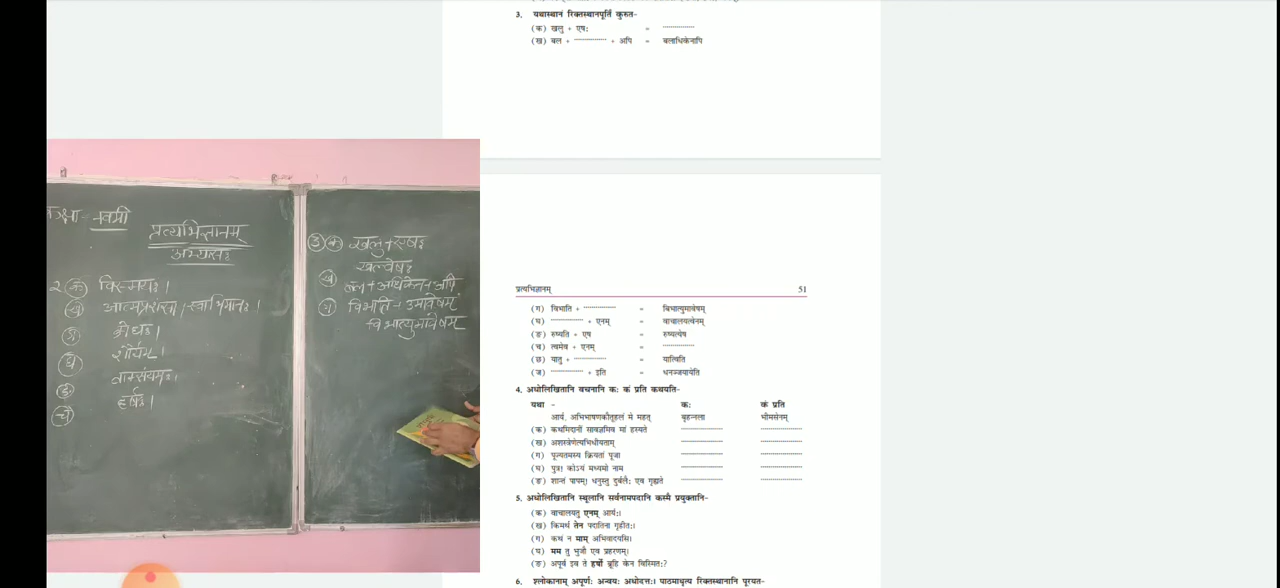 3. यथास्थानं रिक्तस्थानपूर्तिं कुरुत-
(क) खलु + एषः = ................
(ख) बल + ................ + अपि = बलाधिकेनापि
कक्षा - नवमी
प्रत्यभिज्ञानम्
अभ्यासः
२ (क) विस्मयः।
(ख) आत्मप्रशंसा / स्वाभिमानः।
(ग) क्रोधः।
(घ) शौर्यम्।
(ङ) वाक्संयमः।
(च) हर्षः।
(3) (क) खलु + एषः
खल्वेषः
(ख) बल + अधिकेन + अपि
(ग) विभाति + उमावेषम्
विभात्युमावेषम्
प्रत्यभिज्ञानम् 51
(ग) विभाति + ................ = बिभात्युमावेषम्
(घ) ................ + एनम् = वाचालयत्वेनम्
(ङ) रुष्यति + एष = रुष्यत्येष
(च) त्वमेव + एनम् = ................
(छ) यातु + ................ = यात्विति
(ज) ................ + इति = धनञ्जयायेति
4. अधोलिखितानि वचनानि कः कं प्रति कथयति-
यथा - कः कं प्रति
आर्य, अभिभाषणकौतूहलं मे महत् बृहन्नला भीमसेनम्
(क) कथमिदानीं सावज्ञमिव मां हस्यते ................ ................
(ख) अशस्त्रेणेत्यभिधीयताम् ................ ................
(ग) पूज्यतमस्य क्रियतां पूजा ................ ................
(घ) पुत्र! कोऽयं मध्यमो नाम ................ ................
(ङ) शान्तं पापम्! धनुस्तु दुर्बलैः एव गृह्यते ................ ................
5. अधोलिखितानि स्थूलानि सर्वनामपदानि कस्मै प्रयुक्तानि-
(क) वाचालयतु एनम् आर्यः।
(ख) किमर्थं तेन पदातिना गृहीतः।
(ग) कथं न माम् अभिवादयसि।
(घ) मम तु भुजौ एव प्रहरणम्।
(ङ) अपूर्व इव ते हर्षो ब्रूहि केन विस्मितः?
6. श्लोकानाम् अपूर्णः अन्वयः अधोदत्तः। पाठमाधृत्य रिक्तस्थानानि पूरयत-